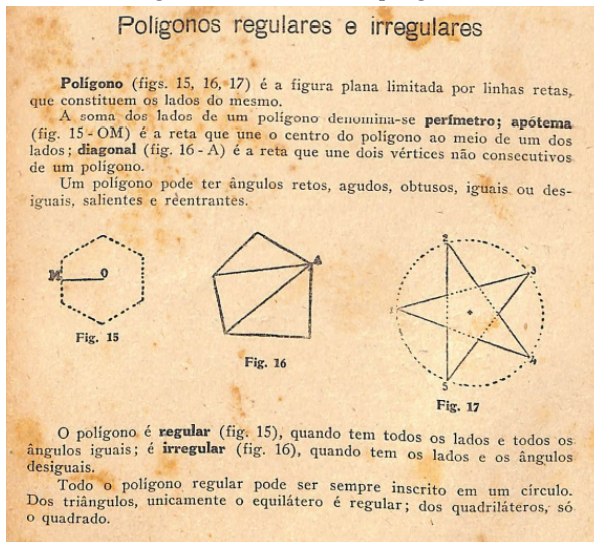 Polígonos regulares e irregulares
Polígono (figs. 15, 16, 17) é a figura plana limitada por linhas retas,
que constituem os lados do mesmo.
A soma dos lados de um polígono denomina-se perímetro; apótema
(fig. 15 - OM) é a reta que une o centro do polígono ao meio de um dos
lados; diagonal (fig. 16 - A) é a reta que une dois vértices não consecutivos
de um polígono.
Um polígono pode ter ângulos retos, agudos, obtusos, iguais ou des-
iguais, salientes e rèentrantes.
M O
A
2
3
1
4
5
Fig. 15
Fig. 16
Fig. 17
O polígono é regular (fig. 15), quando tem todos os lados e todos os
ângulos iguais; é irregular (fig. 16), quando tem os lados e os ângulos
desiguais.
Todo o polígono regular pode ser sempre inscrito em um círculo.
Dos triângulos, unicamente o equilátero é regular; dos quadriláteros, só
o quadrado.